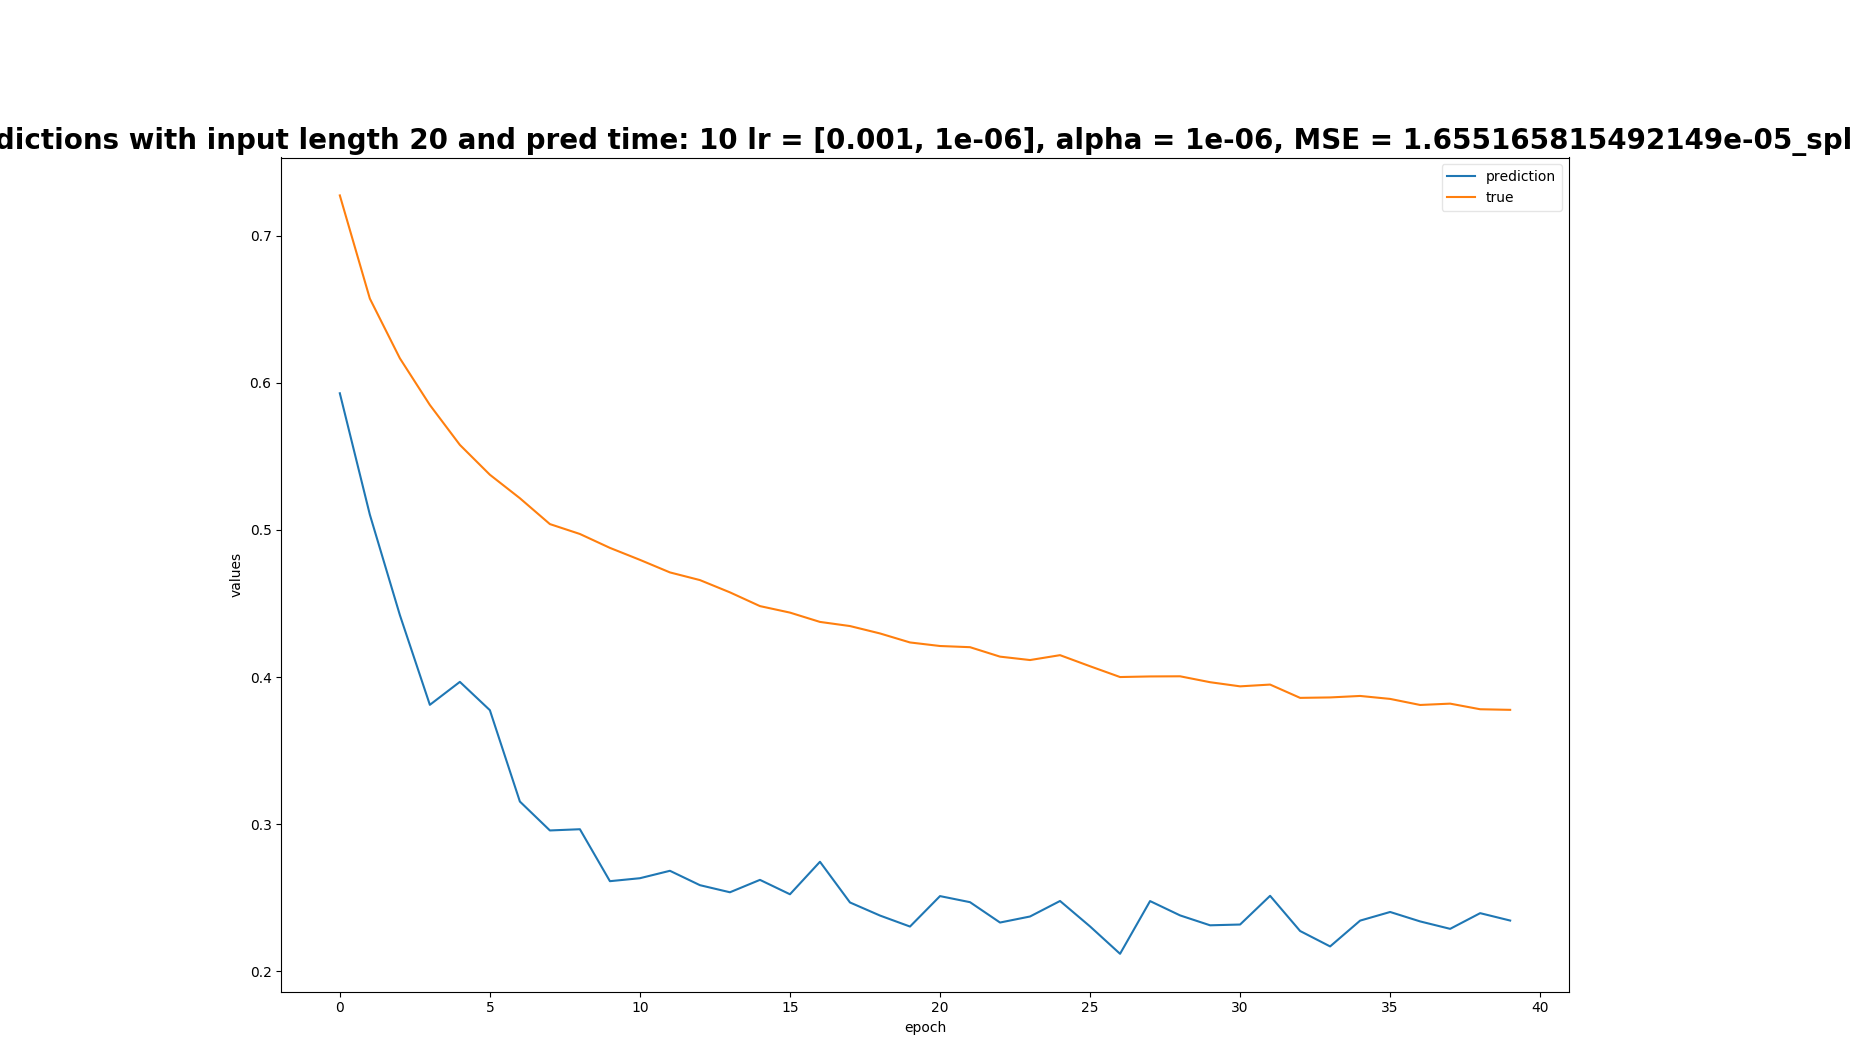 dictions with input length 20 and pred time: 10 lr = [0.001, 1e-06], alpha = 1e-06, MSE = 1.655165815492149e-05_spl
prediction
true
0.7
0.6
0.5
0.4
0.3
0.2
values
0 5 10 15 20 25 30 35 40
epoch